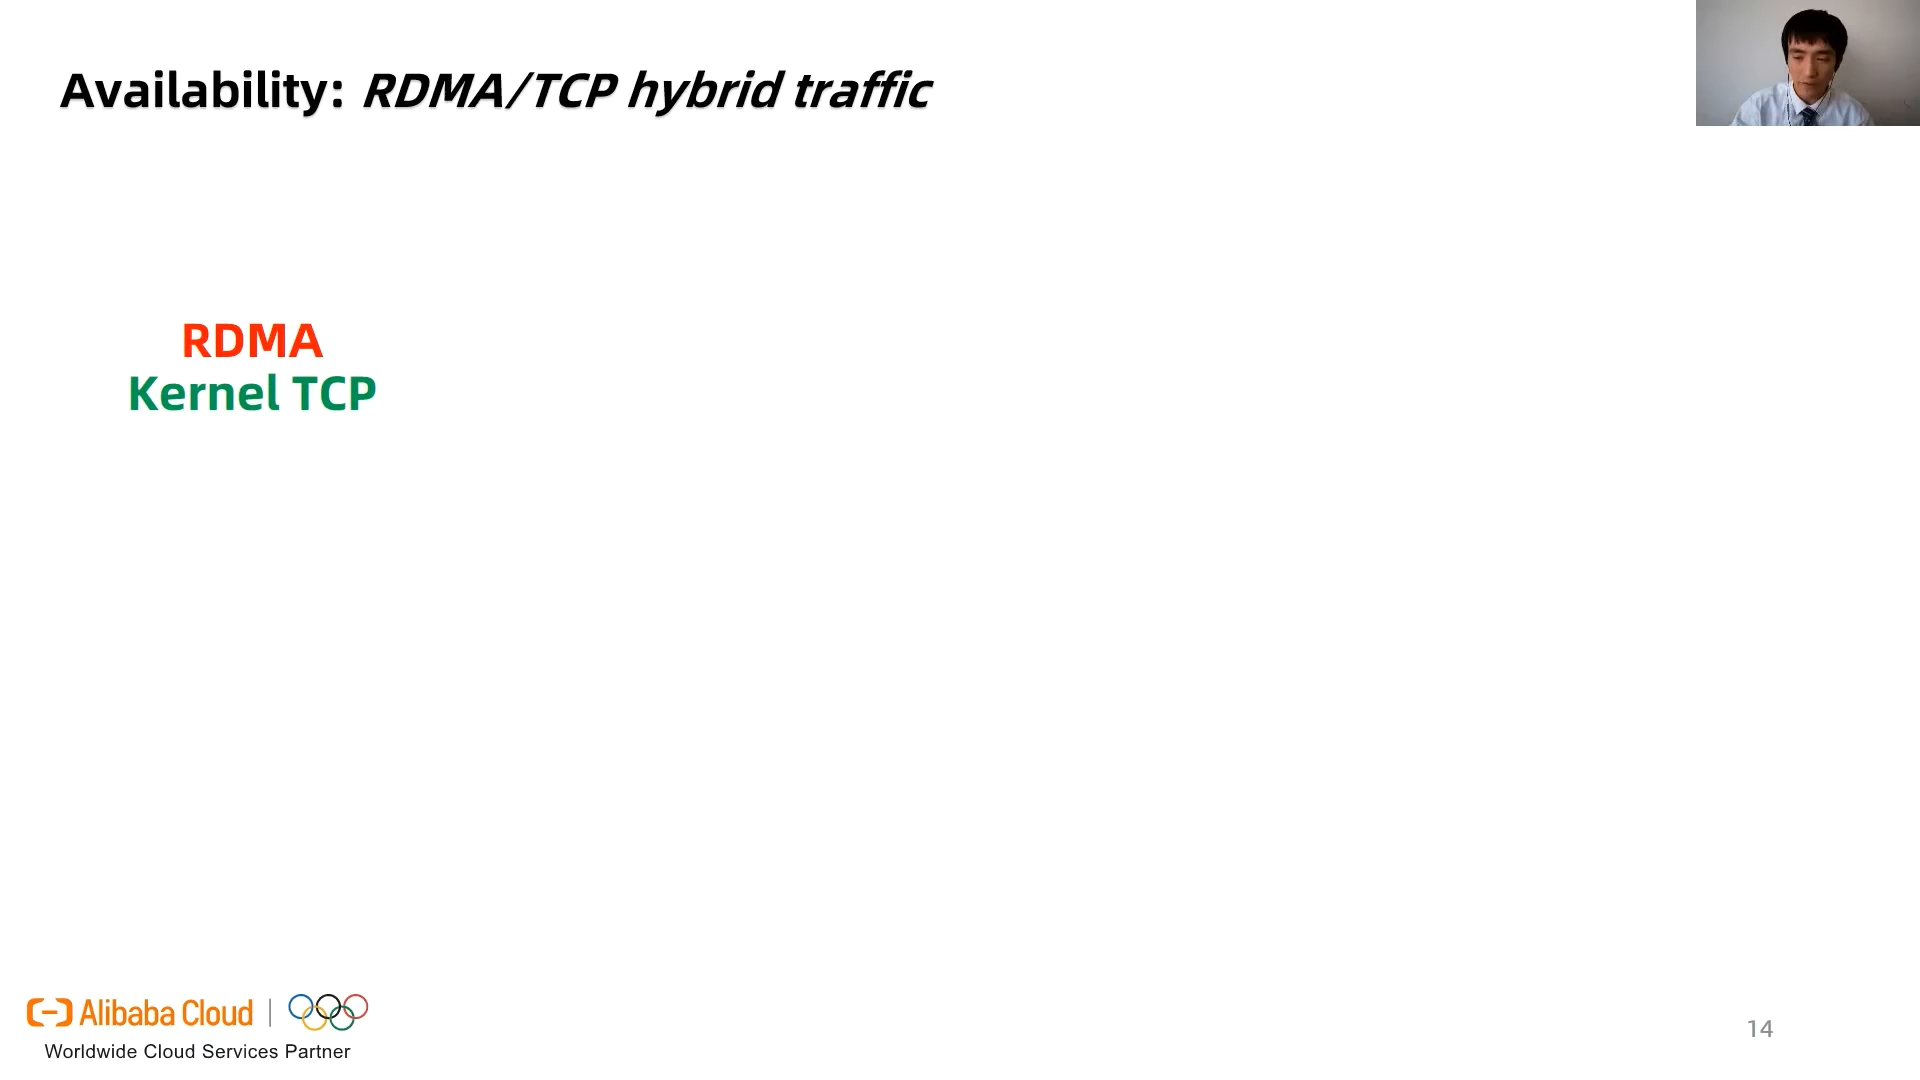 Availability: RDMA/TCP hybrid traffic
RDMA
Kernel TCP
Alibaba Cloud
Worldwide Cloud Services Partner
14